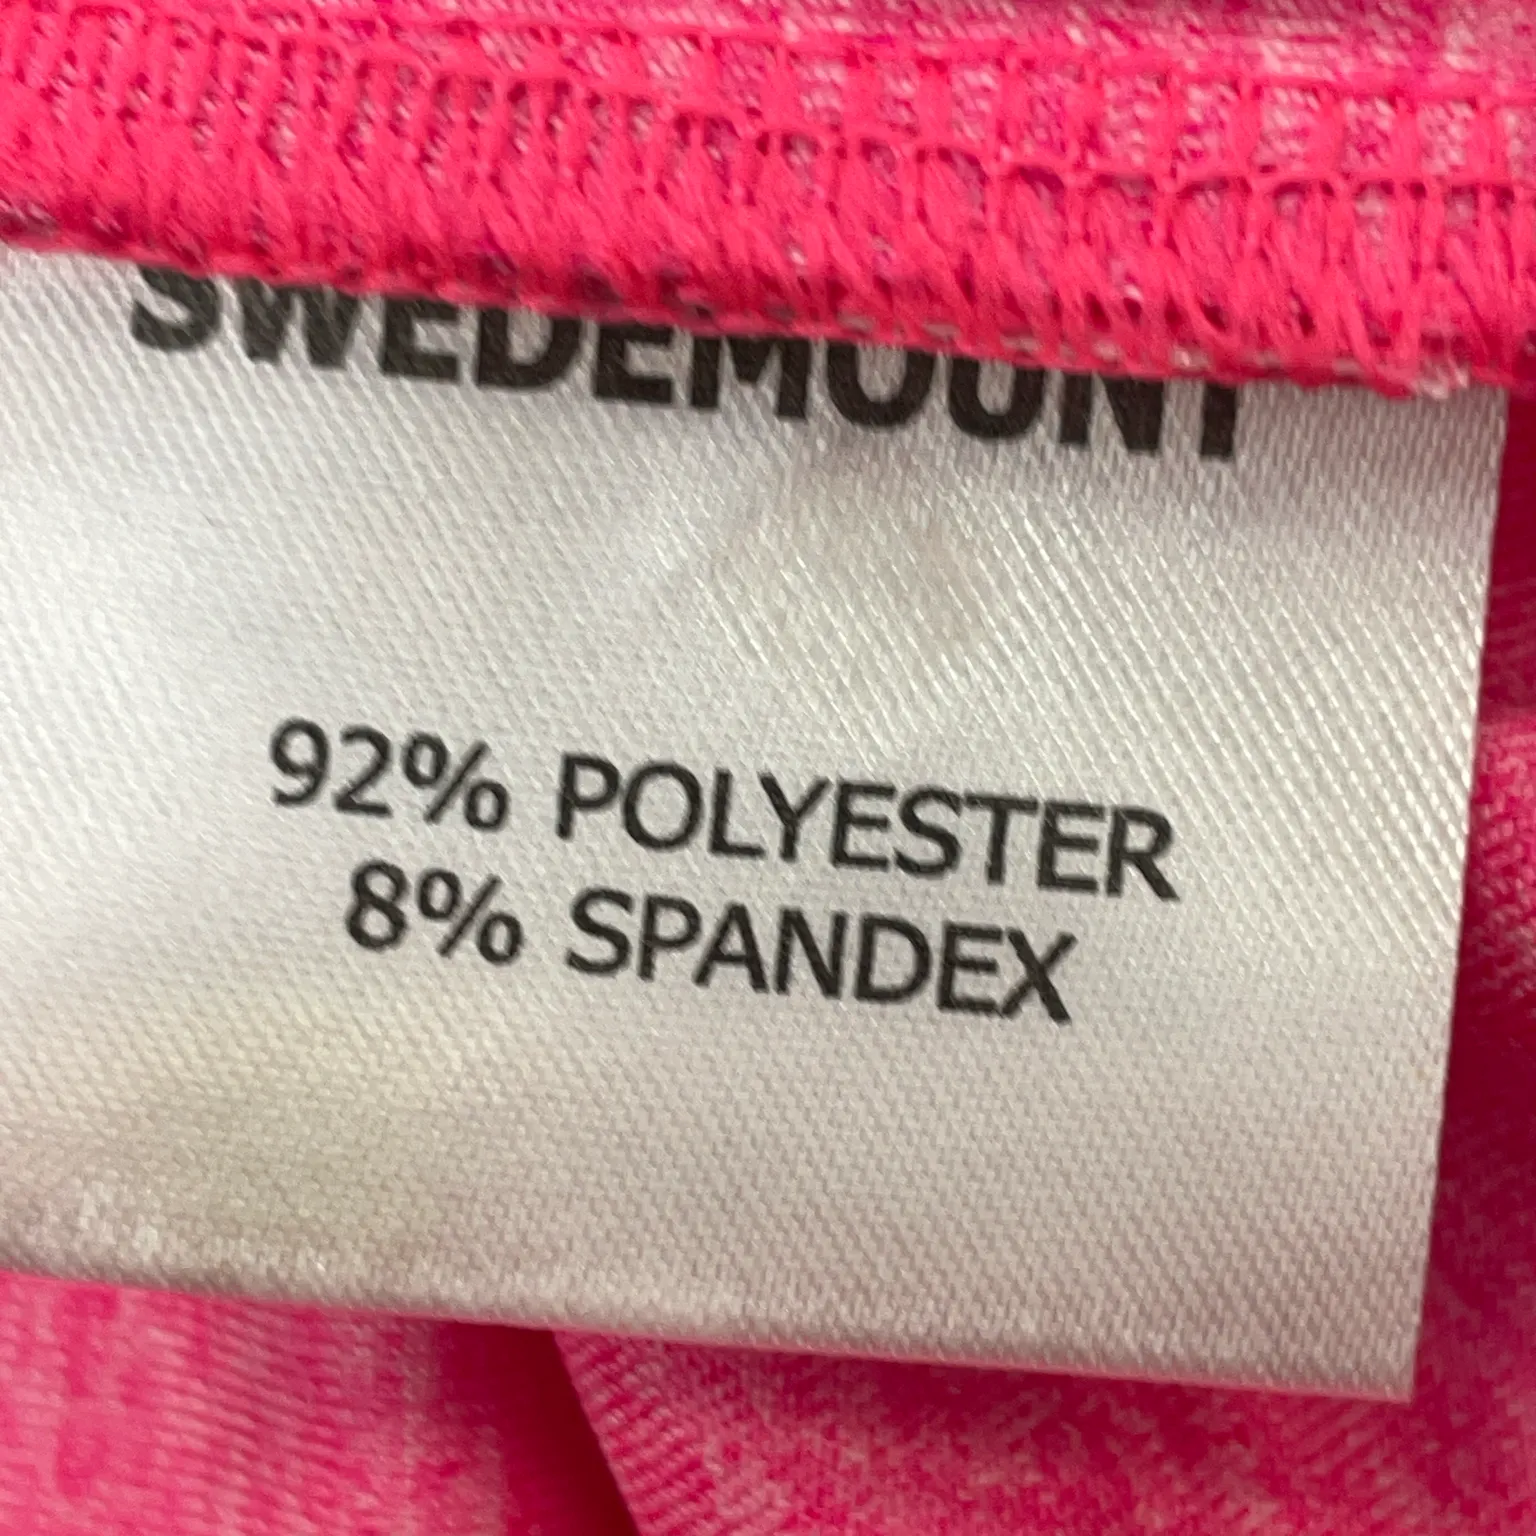 SWEDEMOUNT
92% POLYESTER
8% SPANDEX